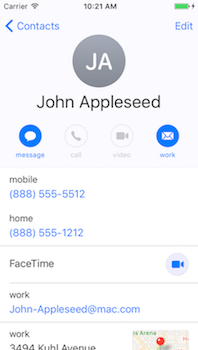 Carrier 10:21 AM
Contacts Edit
JA
John Appleseed
message call video work
mobile
(888) 555-5512
home
(888) 555-1212
FaceTime
work
John-Appleseed@mac.com
work
3494 Kuhl Avenue